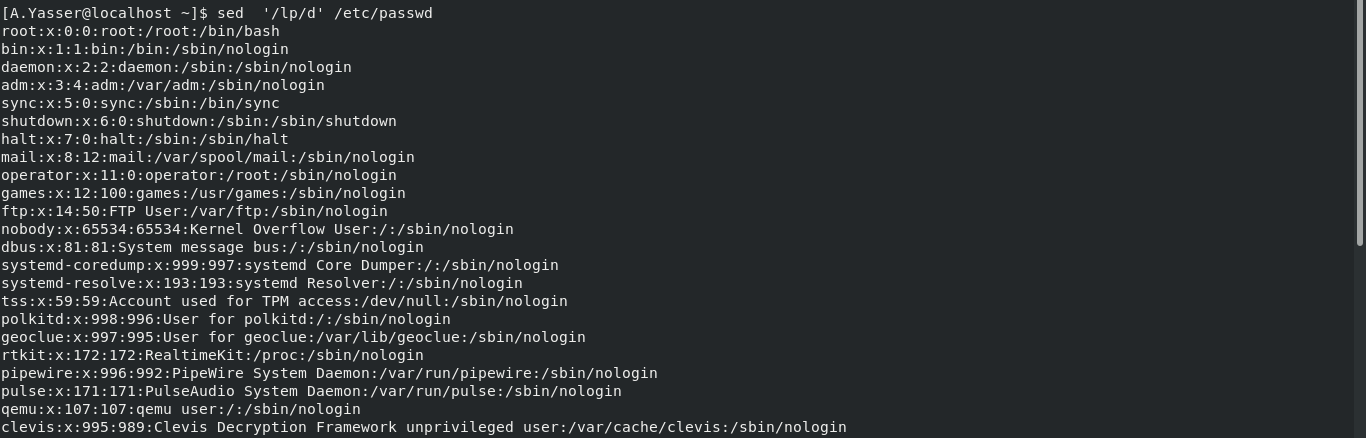 [A.Yasser@localhost ~]$ sed  '/lp/d' /etc/passwd
root:x:0:0:root:/root:/bin/bash
bin:x:1:1:bin:/bin:/sbin/nologin
daemon:x:2:2:daemon:/sbin:/sbin/nologin
adm:x:3:4:adm:/var/adm:/sbin/nologin
sync:x:5:0:sync:/sbin:/bin/sync
shutdown:x:6:0:shutdown:/sbin:/sbin/shutdown
halt:x:7:0:halt:/sbin:/sbin/halt
mail:x:8:12:mail:/var/spool/mail:/sbin/nologin
operator:x:11:0:operator:/root:/sbin/nologin
games:x:12:100:games:/usr/games:/sbin/nologin
ftp:x:14:50:FTP User:/var/ftp:/sbin/nologin
nobody:x:65534:65534:Kernel Overflow User:/:/sbin/nologin
dbus:x:81:81:System message bus:/:/sbin/nologin
systemd-coredump:x:999:997:systemd Core Dumper:/:/sbin/nologin
systemd-resolve:x:193:193:systemd Resolver:/:/sbin/nologin
tss:x:59:59:Account used for TPM access:/dev/null:/sbin/nologin
polkitd:x:998:996:User for polkitd:/:/sbin/nologin
geoclue:x:997:995:User for geoclue:/var/lib/geoclue:/sbin/nologin
rtkit:x:172:172:RealtimeKit:/proc:/sbin/nologin
pipewire:x:996:992:PipeWire System Daemon:/var/run/pipewire:/sbin/nologin
pulse:x:171:171:PulseAudio System Daemon:/var/run/pulse:/sbin/nologin
qemu:x:107:107:qemu user:/:/sbin/nologin
clevis:x:995:989:Clevis Decryption Framework unprivileged user:/var/cache/clevis:/sbin/nologin